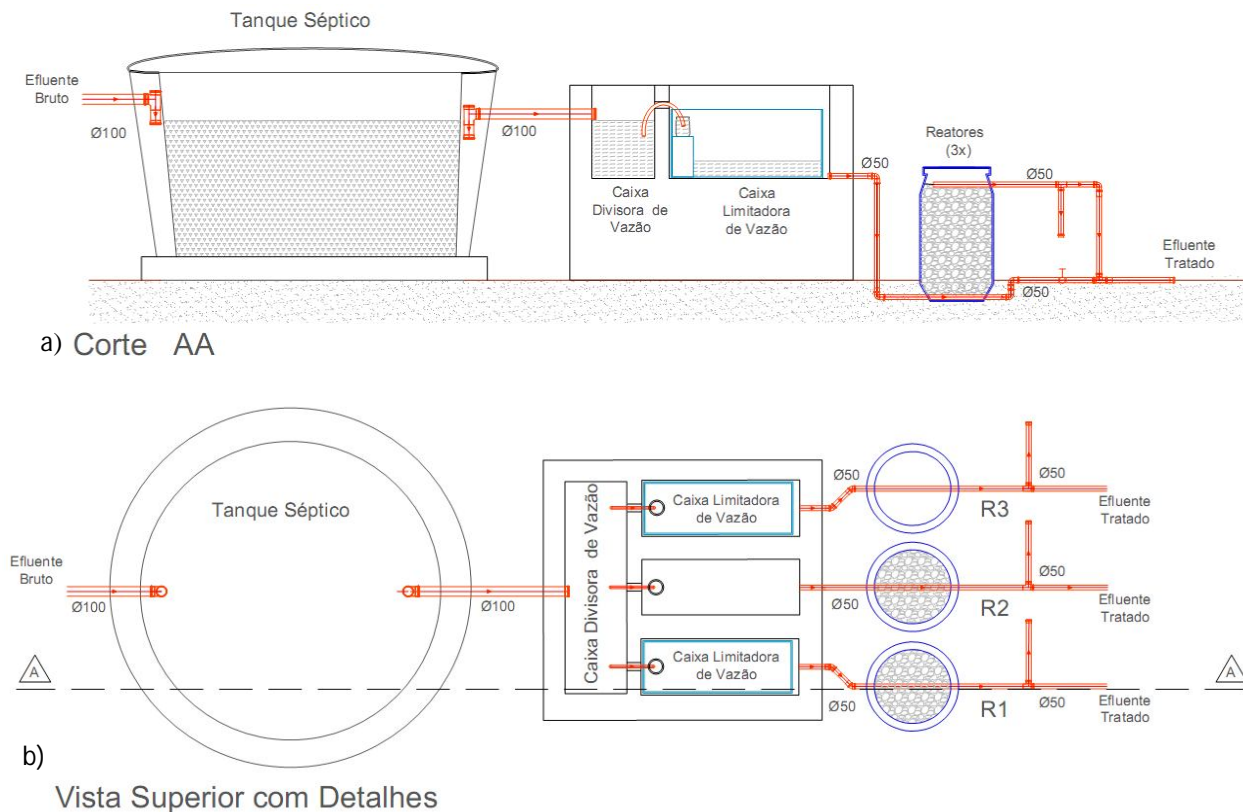 Tanque Séptico
Efluente
Bruto
Ø100
Ø100
Caixa
Divisora de
Vazão
Caixa
Limitadora
de Vazão
Ø50
Reatores
(3x)
Ø50
Ø50
Efluente
Tratado
a) Corte AA
Tanque Séptico
Efluente
Bruto
Ø100
Ø100
Caixa Divisora de Vazão
Caixa Limitadora
de Vazão
Ø50
R3
Ø50
Efluente
Tratado
Ø50
R2
Ø50
Efluente
Tratado
Caixa Limitadora
de Vazão
Ø50
R1
Ø50
Efluente
Tratado
A
A
b)
Vista Superior com Detalhes